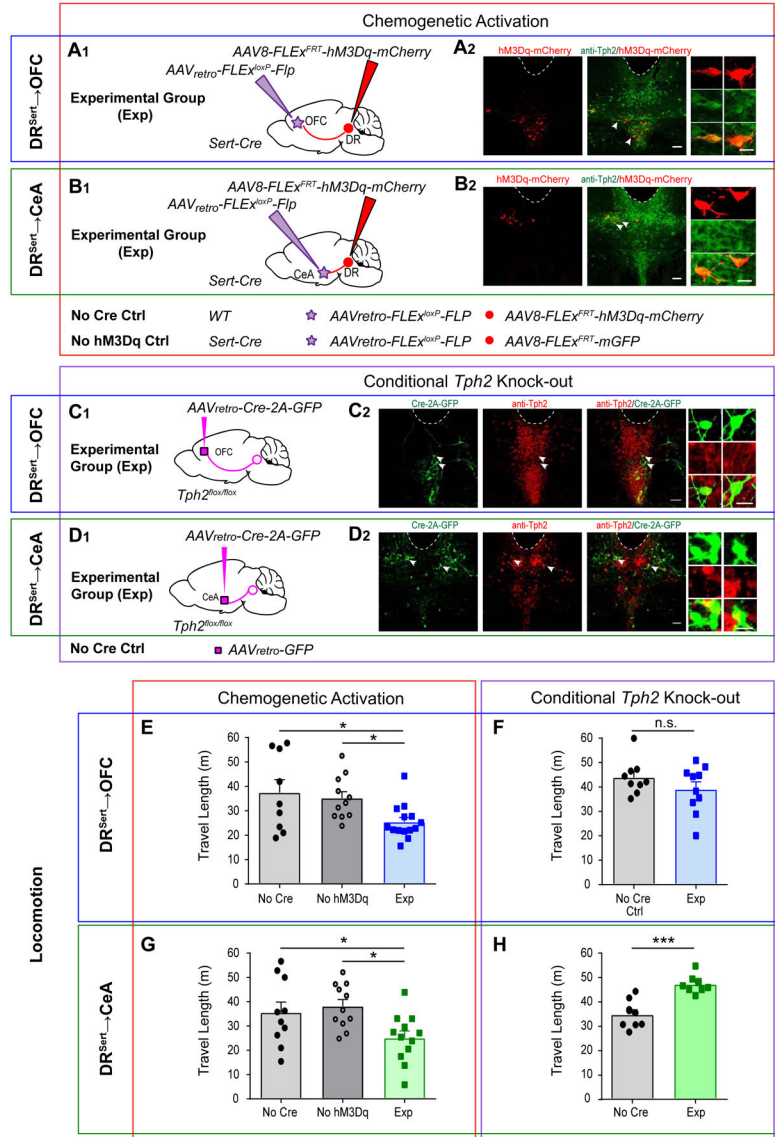 Chemogenetic Activation
DR^Sert→OFC
A1
AAV8-FLEx^FRT-hM3Dq-mCherry
AAVretro-FLEx^loxP-Flp
Experimental Group
(Exp)
OFC
DR
Sert-Cre
A2
hM3Dq-mCherry
anti-Tph2/hM3Dq-mCherry
DR^Sert→CeA
B1
AAV8-FLEx^FRT-hM3Dq-mCherry
AAVretro-FLEx^loxP-Flp
Experimental Group
(Exp)
CeA
DR
Sert-Cre
B2
hM3Dq-mCherry
anti-Tph2/hM3Dq-mCherry
No Cre Ctrl WT AAVretro-FLEx^loxP-FLP AAV8-FLEx^FRT-hM3Dq-mCherry
No hM3Dq Ctrl Sert-Cre AAVretro-FLEx^loxP-FLP AAV8-FLEx^FRT-mGFP
Conditional Tph2 Knock-out
DR^Sert→OFC
C1
AAVretro-Cre-2A-GFP
Experimental
Group (Exp)
OFC
Tph2^flox/flox
C2
Cre-2A-GFP
anti-Tph2
anti-Tph2/Cre-2A-GFP
DR^Sert→CeA
D1
AAVretro-Cre-2A-GFP
Experimental
Group (Exp)
CeA
Tph2^flox/flox
D2
Cre-2A-GFP
anti-Tph2
anti-Tph2/Cre-2A-GFP
No Cre Ctrl AAVretro-GFP
Chemogenetic Activation
Conditional Tph2 Knock-out
Locomotion
DR^Sert→OFC
E
*
*
Travel Length (m)
60
50
40
30
20
10
0
No Cre No hM3Dq Exp
F
n.s.
Travel Length (m)
60
50
40
30
20
10
0
No Cre Exp
Ctrl
DR^Sert→CeA
G
*
*
Travel Length (m)
60
50
40
30
20
10
0
No Cre No hM3Dq Exp
H
***
Travel Length (m)
60
50
40
30
20
10
0
No Cre Exp